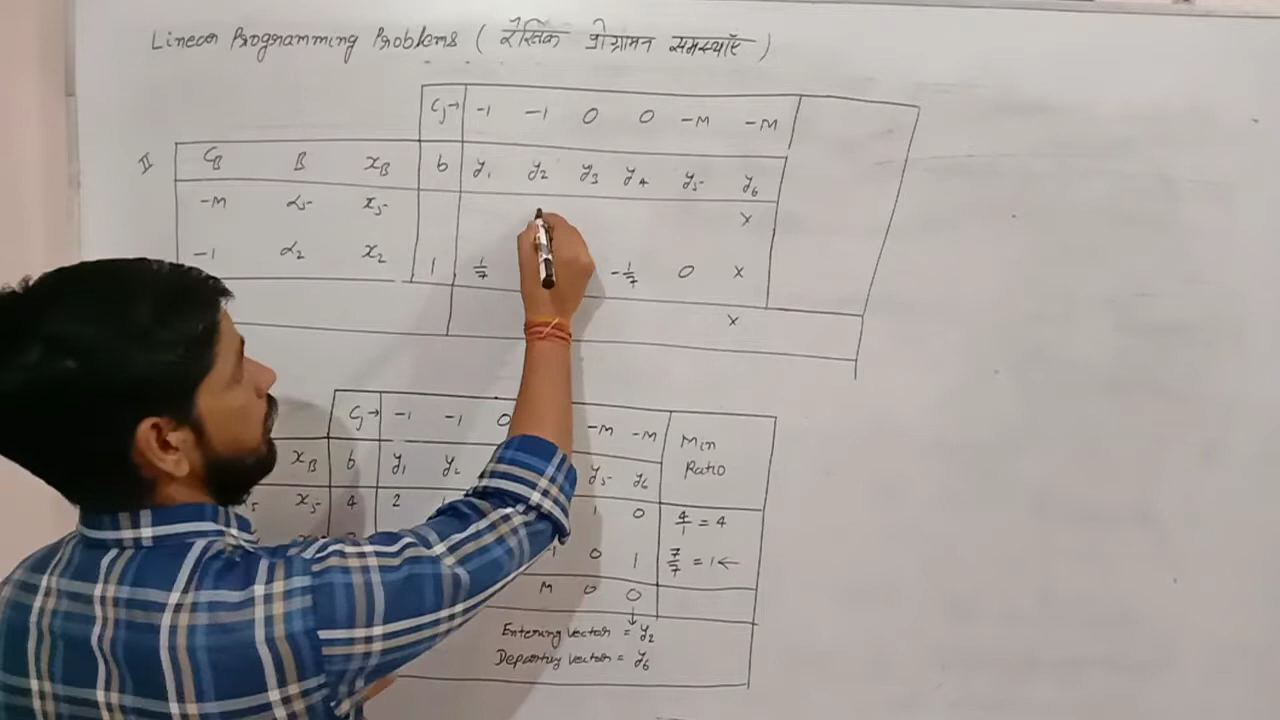 Linear Programming Problems ( रैखिक प्रोग्रामन समस्याएँ )
Cj→ -1 -1 0 0 -M -M
II CB B xB b y1 y2 y3 y4 y5 y6
-M α5 x5 x
-1 α2 x2 1 1/7 -1/7 0 x
x
Cj→ -1 -1 0 -M -M Min Ratio
xB b y1 y2 y5 y6
x5 4 2 1 0 4/1 = 4
0 1 7/7 = 1←
M 0 0
↓
Entering vector = y2
Departing vector = y6